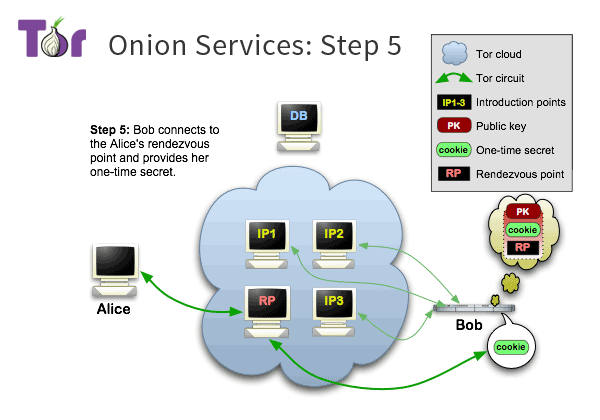 Tor
Onion Services: Step 5
Tor cloud
Tor circuit
IP1-3 Introduction points
PK Public key
cookie One-time secret
RP Rendezvous point
Step 5: Bob connects to
the Alice's rendezvous
point and provides her
one-time secret.
DB
PK
cookie
RP
IP1
IP2
Alice
RP
IP3
Bob
cookie